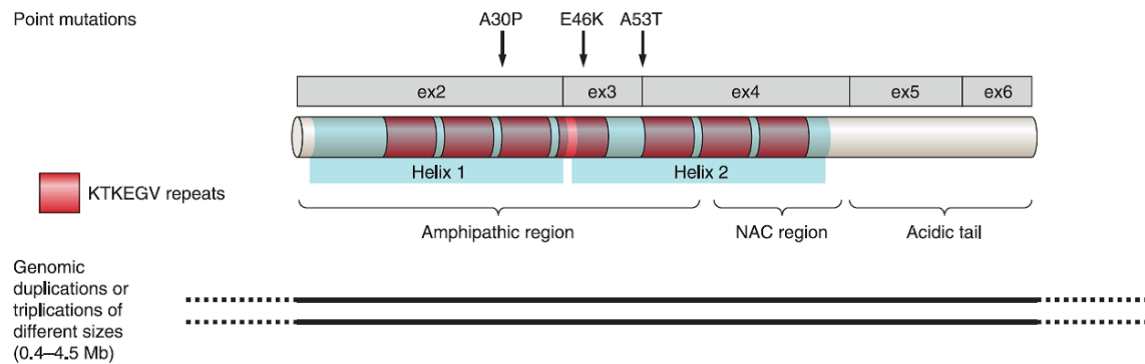 Point mutations
A30P E46K A53T
ex2 ex3 ex4 ex5 ex6
Helix 1 Helix 2
KTKEGV repeats
Amphipathic region NAC region Acidic tail
Genomic
duplications or
triplications of
different sizes
(0.4–4.5 Mb)